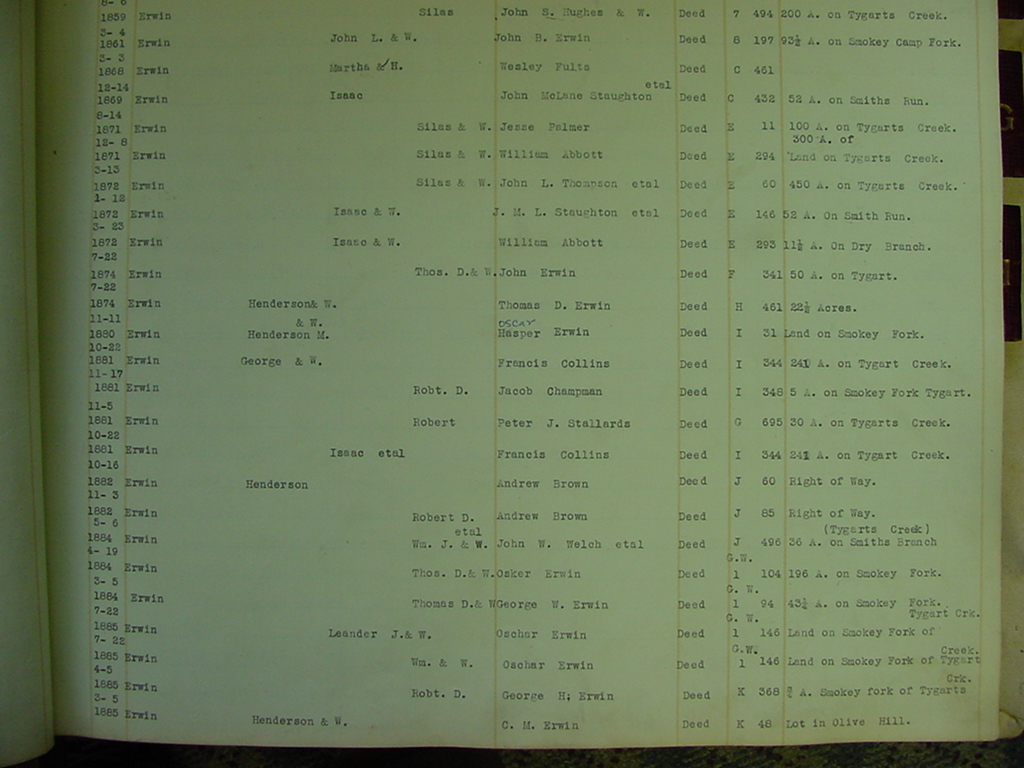 8- 6
1859 Erwin Silas John S. Hughes & W. Deed 7 494 200 A. on Tygarts Creek.
3- 4
1861 Erwin John L. & W. John B. Erwin Deed 8 197 93½ A. on Smokey Camp Fork.
3- 3
1868 Erwin Martha & H. Wesley Fults Deed C 461
12-14 etal
1869 Erwin Isaac John McLane Staughton Deed C 432 52 A. on Smiths Run.
8-14
1871 Erwin Silas & W. Jesse Palmer Deed E 11 100 A. on Tygarts Creek.
12- 8 300 A. of
1871 Erwin Silas & W. William Abbott Deed E 294 Land on Tygarts Creek.
3-13
1872 Erwin Silas & W. John L. Thompson etal Deed E 60 450 A. on Tygarts Creek.
1- 12
1872 Erwin Isaac & W. J. M. L. Staughton etal Deed E 146 52 A. On Smith Run.
3- 23
1872 Erwin Isaac & W. William Abbott Deed E 293 11½ A. On Dry Branch.
7-22
1874 Erwin Thos. D.& W. John Erwin Deed F 341 50 A. on Tygart.
7-22
1874 Erwin Henderson& W. Thomas D. Erwin Deed H 461 22½ Acres.
11-11 & W. OSCAR
1880 Erwin Henderson M. Hasper Erwin Deed I 31 Land on Smokey Fork.
10-22
1881 Erwin George & W. Francis Collins Deed I 344 241 A. on Tygart Creek.
11-17
1881 Erwin Robt. D. Jacob Champman Deed I 348 5 A. on Smokey Fork Tygart.
11-5
1881 Erwin Robert Peter J. Stallards Deed G 695 30 A. on Tygarts Creek.
10-22
1881 Erwin Isaac etal Francis Collins Deed I 344 241 A. on Tygart Creek.
10-16
1882 Erwin Henderson Andrew Brown Deed J 60 Right of Way.
11- 3
1882 Erwin Robert D. Andrew Brown Deed J 85 Right of Way.
5- 6 etal (Tygarts Creek)
1884 Erwin Wm. J. & W. John W. Welch etal Deed J 496 36 A. on Smiths Branch
4- 19 G.W.
1884 Erwin Thos. D.& W. Osker Erwin Deed 1 104 196 A. on Smokey Fork.
3- 5 G. W.
1884 Erwin Thomas D.& W George W. Erwin Deed 1 94 43½ A. on Smokey Fork.
7-22 G. W. Tygart Crk.
1885 Erwin Leander J.& W. Oschar Erwin Deed 1 146 Land on Smokey Fork of
7- 22 G.W. Creek.
1885 Erwin Wm. & W. Oschar Erwin Deed 1 146 Land on Smokey Fork of Tygart
4-5 Crk.
1885 Erwin Robt. D. George H; Erwin Deed K 368 A. Smokey fork of Tygarts
3- 5
1885 Erwin Henderson & W. C. M. Erwin Deed K 48 Lot in Olive Hill.